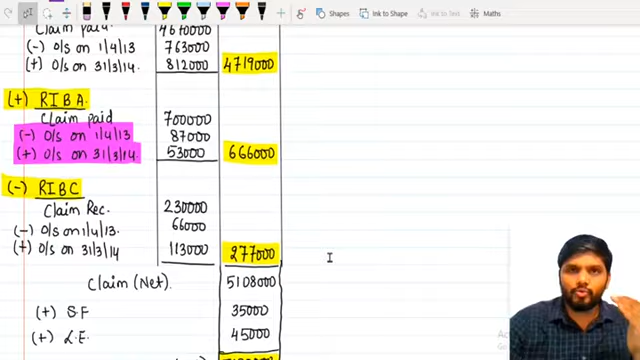 Shapes Ink to Shape Maths
Claim paid 4670000
(-) O/s on 1/4/13 763000
(+) O/s on 31/3/14 812000 4719000
(+) RIBA
Claim paid 700000
(-) O/s on 1/4/13 87000
(+) O/s on 31/3/14. 53000 666000
(-) RIBC
Claim Rec. 230000
(-) O/s on 1/4/13. 66000
(+) O/s on 31/3/14 113000 277000
Claim (Net). 5108000
(+) S.F 35000
(+) L.E. 45000